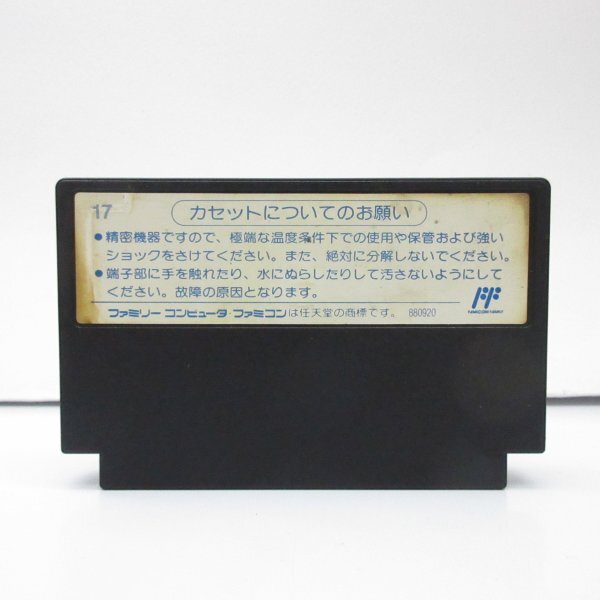 17
カセットについてのお願い
●精密機器ですので、極端な温度条件下での使用や保管および強い
ショックをさけてください。また、絶対に分解しないでください。
●端子部に手を触れたり、水にぬらしたりして汚さないようにして
ください。故障の原因となります。
ファミリー コンピュータ・ファミコンは任天堂の商標です。 880920
FF
FAMICOM FAMILY